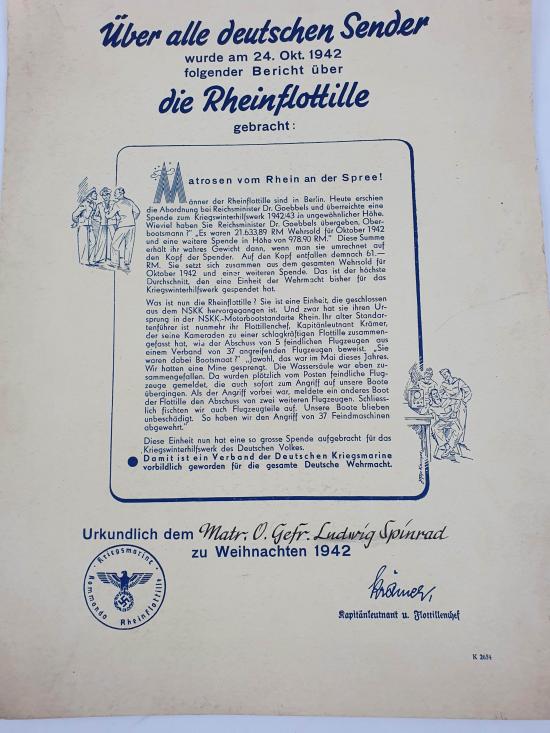 Über alle deutschen Sender
wurde am 24. Okt. 1942
folgender Bericht über
die Rheinflottille
gebracht:
Matrosen vom Rhein an der Spree!
Männer der Rheinflottille sind in Berlin. Heute erschien
die Abordnung bei Reichsminister Dr. Goebbels und überreichte eine
Spende zum Kriegswinterhilfswerk 1942/43 in ungewöhnlicher Höhe.
Wieviel haben Sie Reichsminister Dr. Goebbels übergeben, Ober-
bootsmann?" „Es waren 21.633,89 RM Wehrsold für Oktober 1942
und eine weitere Spende in Höhe von 978.90 RM." Diese Summe
erhält ihr wahres Gewicht dann, wenn man sie umrechnet auf
den Kopf der Spender. Auf den Kopf entfallen demnach 61.—
RM. Sie setzt sich zusammen aus dem gesamten Wehrsold für
Oktober 1942 und einer weiteren Spende. Das ist der höchste
Durchschnitt, den eine Einheit der Wehrmacht bisher für das
Kriegswinterhilfswerk gespendet hat.
Was ist nun die Rheinflottille? Sie ist eine Einheit, die geschlossen
aus dem NSKK hervorgegangen ist. Und zwar hat sie ihren Ur-
sprung in der NSKK-Motorbootstandarte Rhein. Ihr alter Standar-
tenführer ist nunmehr ihr Flottillenchef, Kapitänleutnant Krämer,
der seine Kameraden zu einer schlagkräftigen Flottille zusammen-
gefasst hat, wie der Abschuss von 5 feindlichen Flugzeugen aus
einem Verband von 37 angreifenden Flugzeugen beweist. „Sie
waren dabei Bootsmaat?" „Jawohl, das war im Mai dieses Jahres.
Wir hatten eine Mine gesprengt. Die Wassersäule war eben zu-
sammengefallen. Da wurden plötzlich vom Posten feindliche Flug-
zeuge gemeldet, die auch sofort zum Angriff auf unsere Boote
übergingen. Als der Angriff vorbei war, meldete ein anderes Boot
der Flottille den Abschuss von zwei weiteren Flugzeugen. Schliess-
lich fischten wir auch Flugzeugteile auf. Unsere Boote blieben
unbeschädigt. So haben wir den Angriff von 37 Feindmaschinen
abgewehrt."
Diese Einheit nun hat eine so grosse Spende aufgebracht für das
Kriegswinterhilfswerk des Deutschen Volkes.
Damit ist ein Verband der Deutschen Kriegsmarine
vorbildlich geworden für die gesamte Deutsche Wehrmacht.
Urkundlich dem Matr. O. Gefr. Ludwig Spinrad
zu Weihnachten 1942
Kriegsmarine
Kommando Rheinflottille
Krämer,
Kapitänleutnant u. Flottillenchef
K 2654